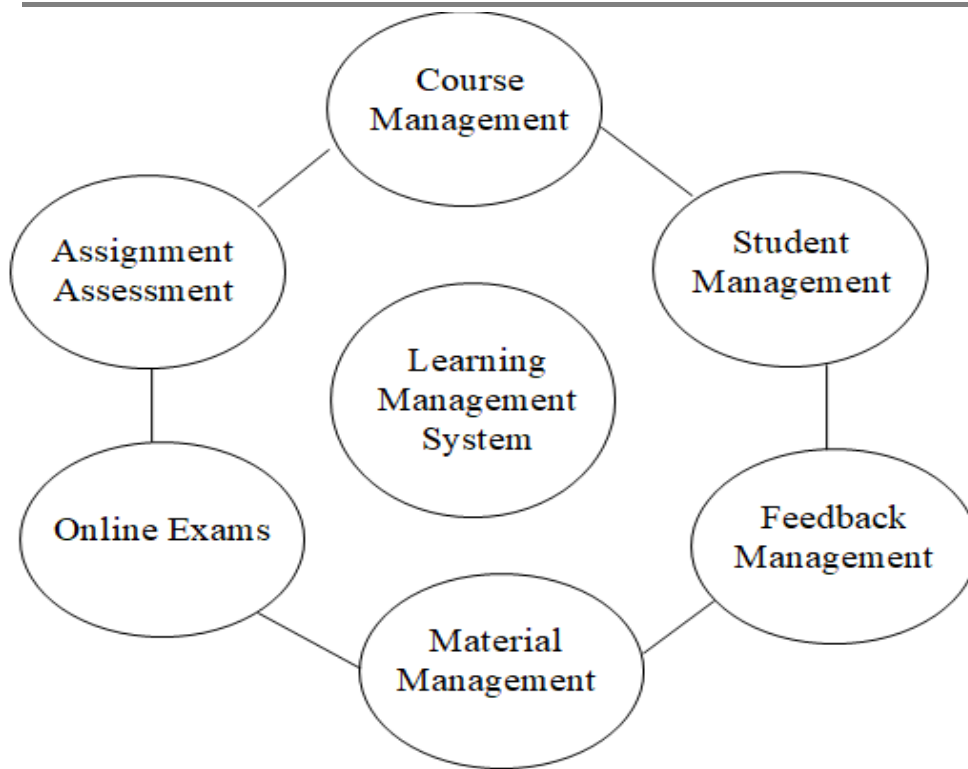 Course
Management
Assignment
Assessment
Student
Management
Learning
Management
System
Online Exams
Feedback
Management
Material
Management